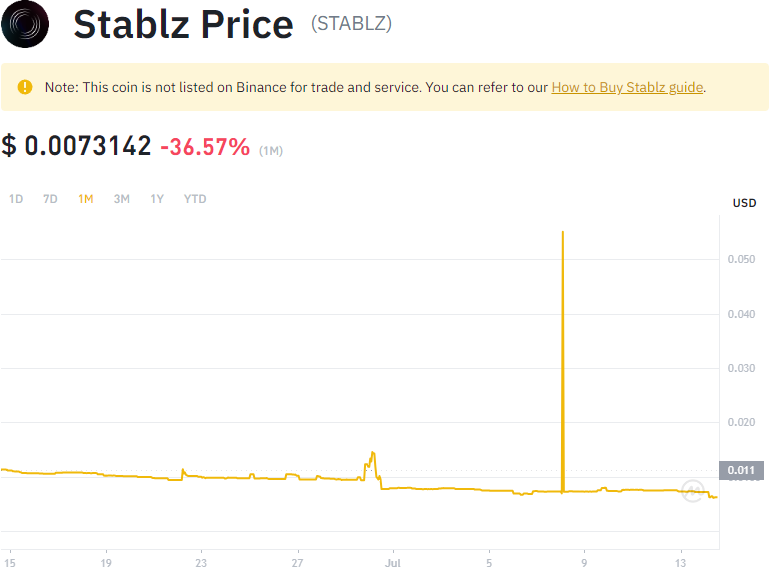 Stablz Price (STABLZ)
Note: This coin is not listed on Binance for trade and service. You can refer to our How to Buy Stablz guide.
$ 0.0073142 -36.57% (1M)
1D 7D 1M 3M 1Y YTD
USD
0.050
0.040
0.030
0.020
0.011
15 19 23 27 Jul 5 9 13